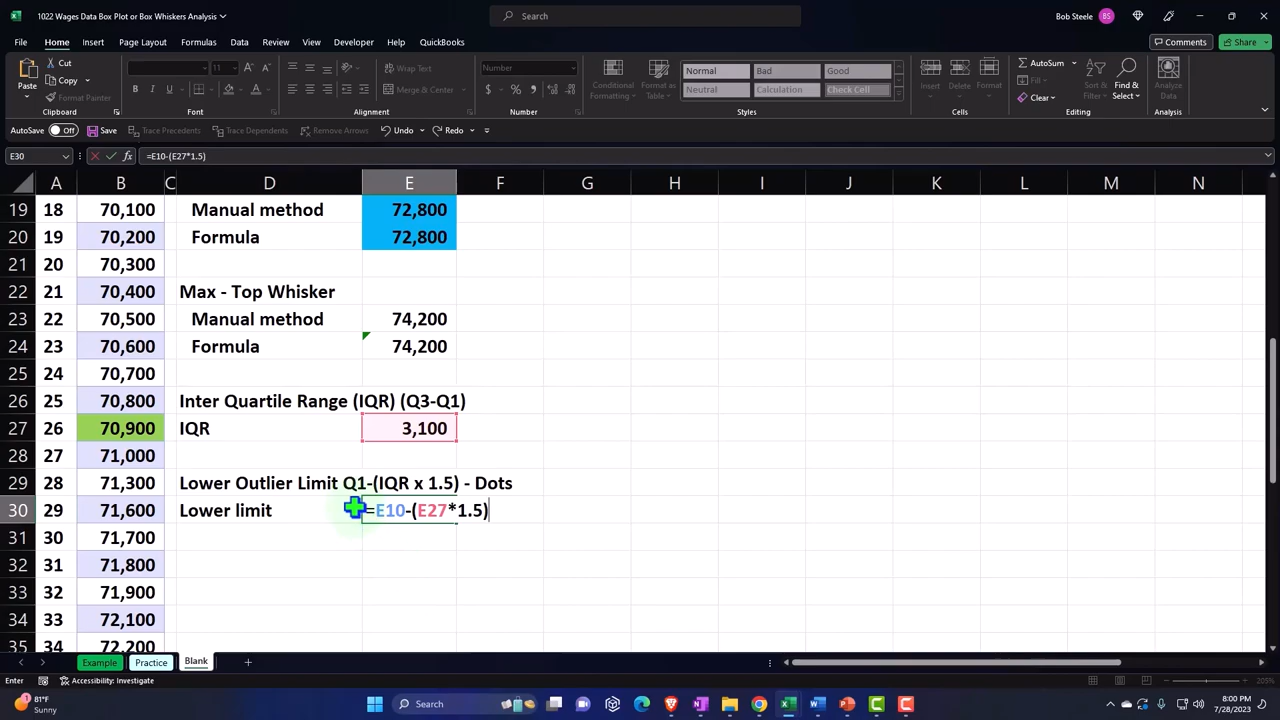 1022 Wages Data Box Plot or Box Whiskers Analysis
Search
Bob Steele BS
File Home Insert Page Layout Formulas Data Review View Developer Help QuickBooks Comments Share
Paste
Cut
Copy
Format Painter
Clipboard
11
Font
Wrap Text
Merge & Center
Alignment
Number
Number
Conditional Formatting
Format as Table
Normal Bad Good
Neutral Calculation Check Cell
Styles
Insert Delete Format
Cells
AutoSum
Fill
Clear
Sort & Filter
Find & Select
Editing
Analyze Data
Analysis
AutoSave Off Save Trace Precedents Trace Dependents Remove Arrows Undo Redo
E30 fx =E10-(E27*1.5)
A B C D E F G H I J K L M N
19 18 70,100 Manual method 72,800
20 19 70,200 Formula 72,800
21 20 70,300
22 21 70,400 Max - Top Whisker
23 22 70,500 Manual method 74,200
24 23 70,600 Formula 74,200
25 24 70,700
26 25 70,800 Inter Quartile Range (IQR) (Q3-Q1)
27 26 70,900 IQR 3,100
28 27 71,000
29 28 71,300 Lower Outlier Limit Q1-(IQR x 1.5) - Dots
30 29 71,600 Lower limit =E10-(E27*1.5)
31 30 71,700
32 31 71,800
33 32 71,900
34 33 72,100
35 34 72,200
Example Practice Blank
Enter Accessibility: Investigate 205%
81°F
Sunny
Search
8:00 PM
7/28/2023